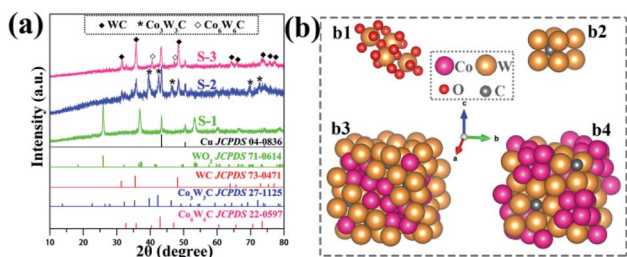 (a)
◆ WC * Co₃W₃C ◇ Co₆W₆C
S-3
S-2
S-1
Cu JCPDS 04-0836
WO₂ JCPDS 71-0614
WC JCPDS 73-0471
Co₃W₃C JCPDS 27-1125
Co₆W₆C JCPDS 22-0597
10 20 30 40 50 60 70 80
2θ (degree)
Intensity (a.u.)
(b)
b1
b2
Co W
O C
b3
c
b
a
b4